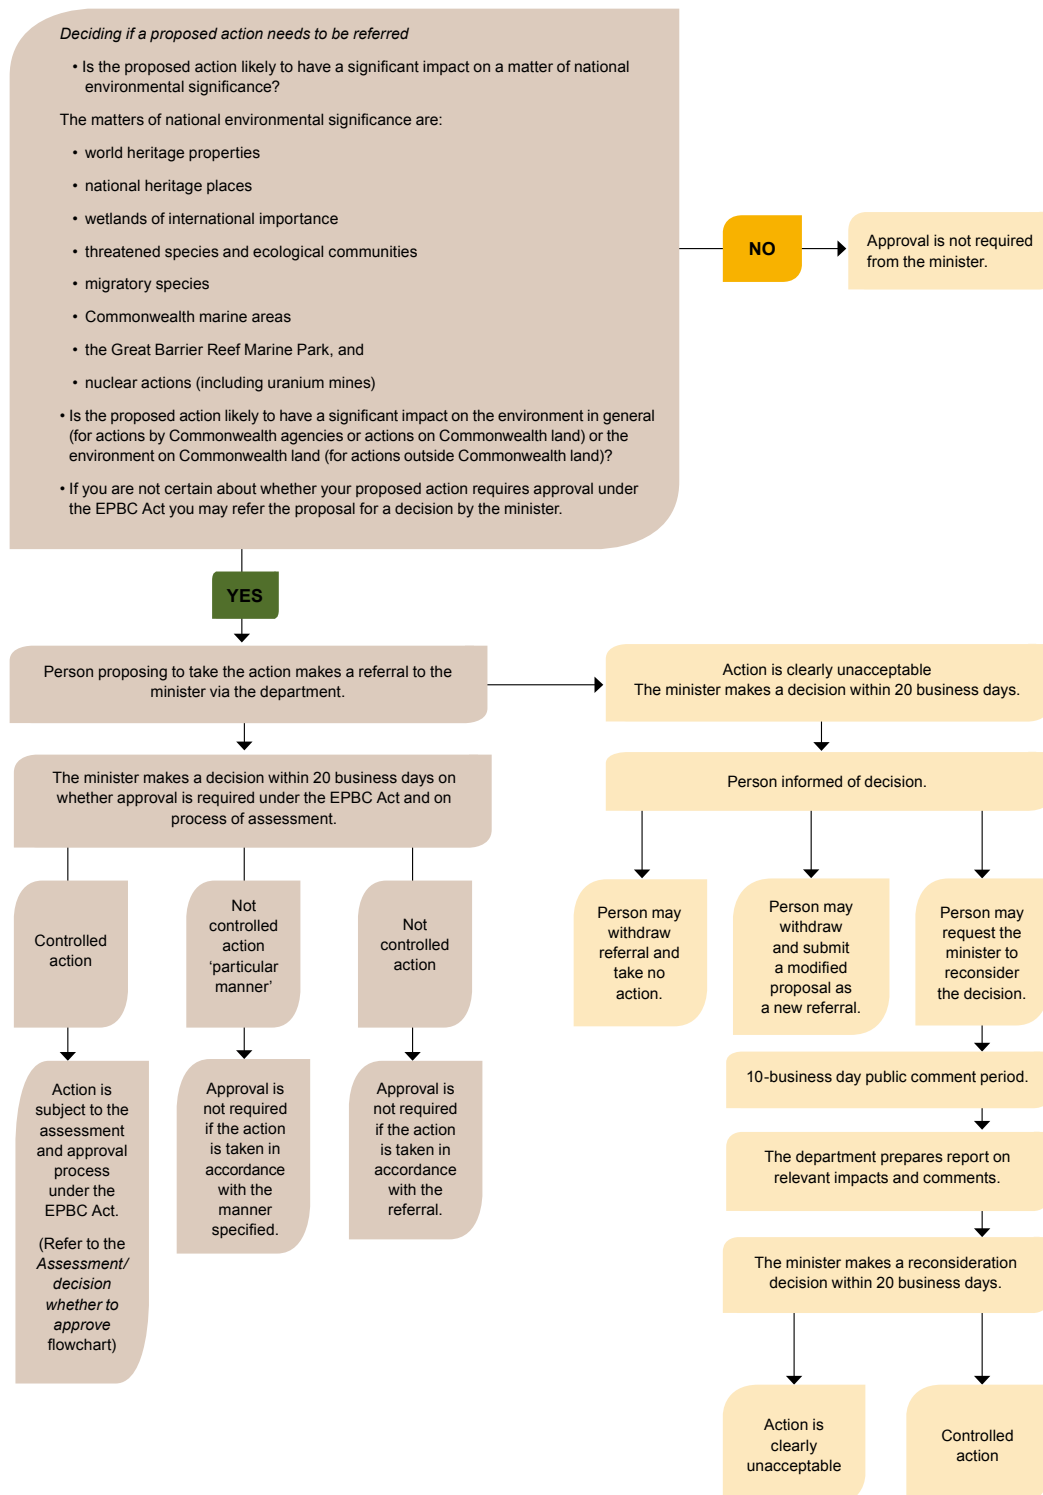 Deciding if a proposed action needs to be referred
• Is the proposed action likely to have a significant impact on a matter of national
environmental significance?
The matters of national environmental significance are:
• world heritage properties
• national heritage places
• wetlands of international importance
• threatened species and ecological communities
• migratory species
• Commonwealth marine areas
• the Great Barrier Reef Marine Park, and
• nuclear actions (including uranium mines)
• Is the proposed action likely to have a significant impact on the environment in general
(for actions by Commonwealth agencies or actions on Commonwealth land) or the
environment on Commonwealth land (for actions outside Commonwealth land)?
• If you are not certain about whether your proposed action requires approval under
the EPBC Act you may refer the proposal for a decision by the minister.
NO
Approval is not required
from the minister.
YES
Person proposing to take the action makes a referral to the
minister via the department.
The minister makes a decision within 20 business days on
whether approval is required under the EPBC Act and on
process of assessment.
Controlled
action
Not
controlled
action
‘particular
manner’
Not
controlled
action
Action is
subject to the
assessment
and approval
process
under the
EPBC Act.
(Refer to the
Assessment/
decision
whether to
approve
flowchart)
Approval is
not required
if the action
is taken in
accordance
with the
manner
specified.
Approval is
not required
if the action
is taken in
accordance
with the
referral.
Action is clearly unacceptable
The minister makes a decision within 20 business days.
Person informed of decision.
Person may
withdraw
referral and
take no
action.
Person may
withdraw
and submit
a modified
proposal as
a new referral.
Person may
request the
minister to
reconsider
the decision.
10-business day public comment period.
The department prepares report on
relevant impacts and comments.
The minister makes a reconsideration
decision within 20 business days.
Action is
clearly
unacceptable
Controlled
action